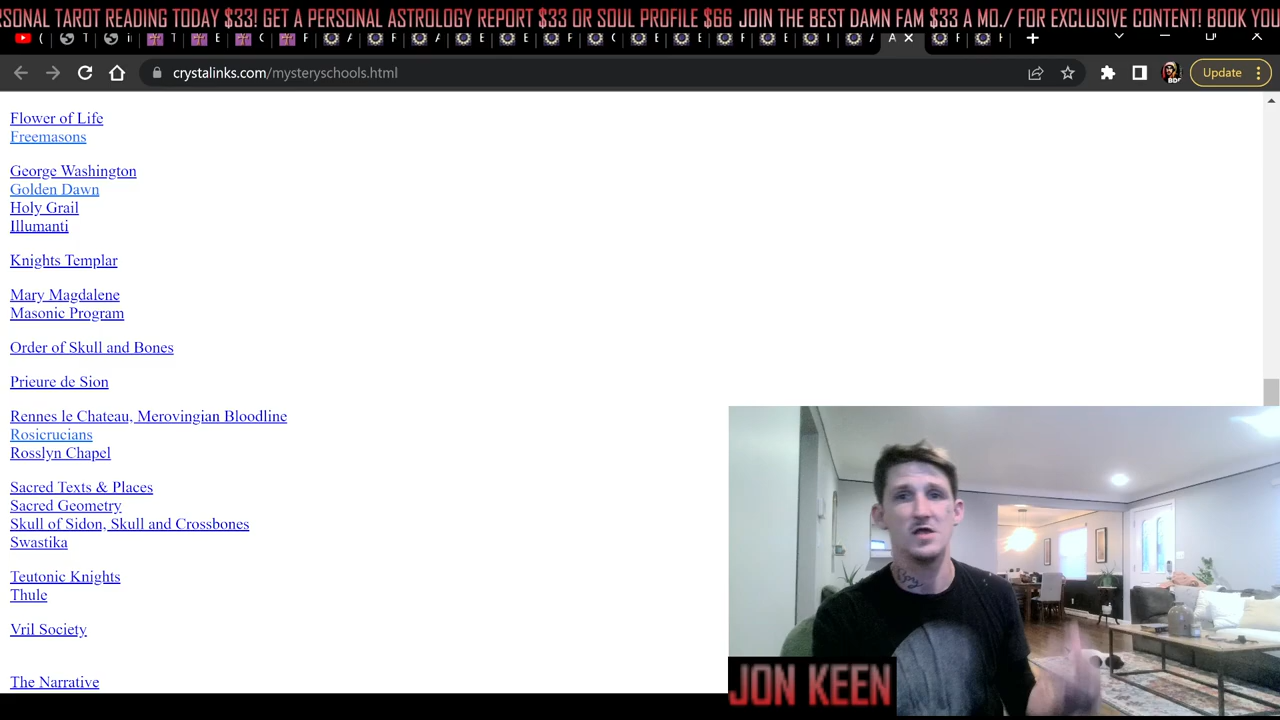 RSONAL TAROT READING TODAY $33! GET A PERSONAL ASTROLOGY REPORT $33 OR SOUL PROFILE $66 JOIN THE BEST DAMN FAM $33 A MO./ FOR EXCLUSIVE CONTENT! BOOK YOU
crystalinks.com/mysteryschools.html
Update
Flower of Life
Freemasons
George Washington
Golden Dawn
Holy Grail
Illumanti
Knights Templar
Mary Magdalene
Masonic Program
Order of Skull and Bones
Prieure de Sion
Rennes le Chateau, Merovingian Bloodline
Rosicrucians
Rosslyn Chapel
Sacred Texts & Places
Sacred Geometry
Skull of Sidon, Skull and Crossbones
Swastika
Teutonic Knights
Thule
Vril Society
The Narrative
JON KEEN